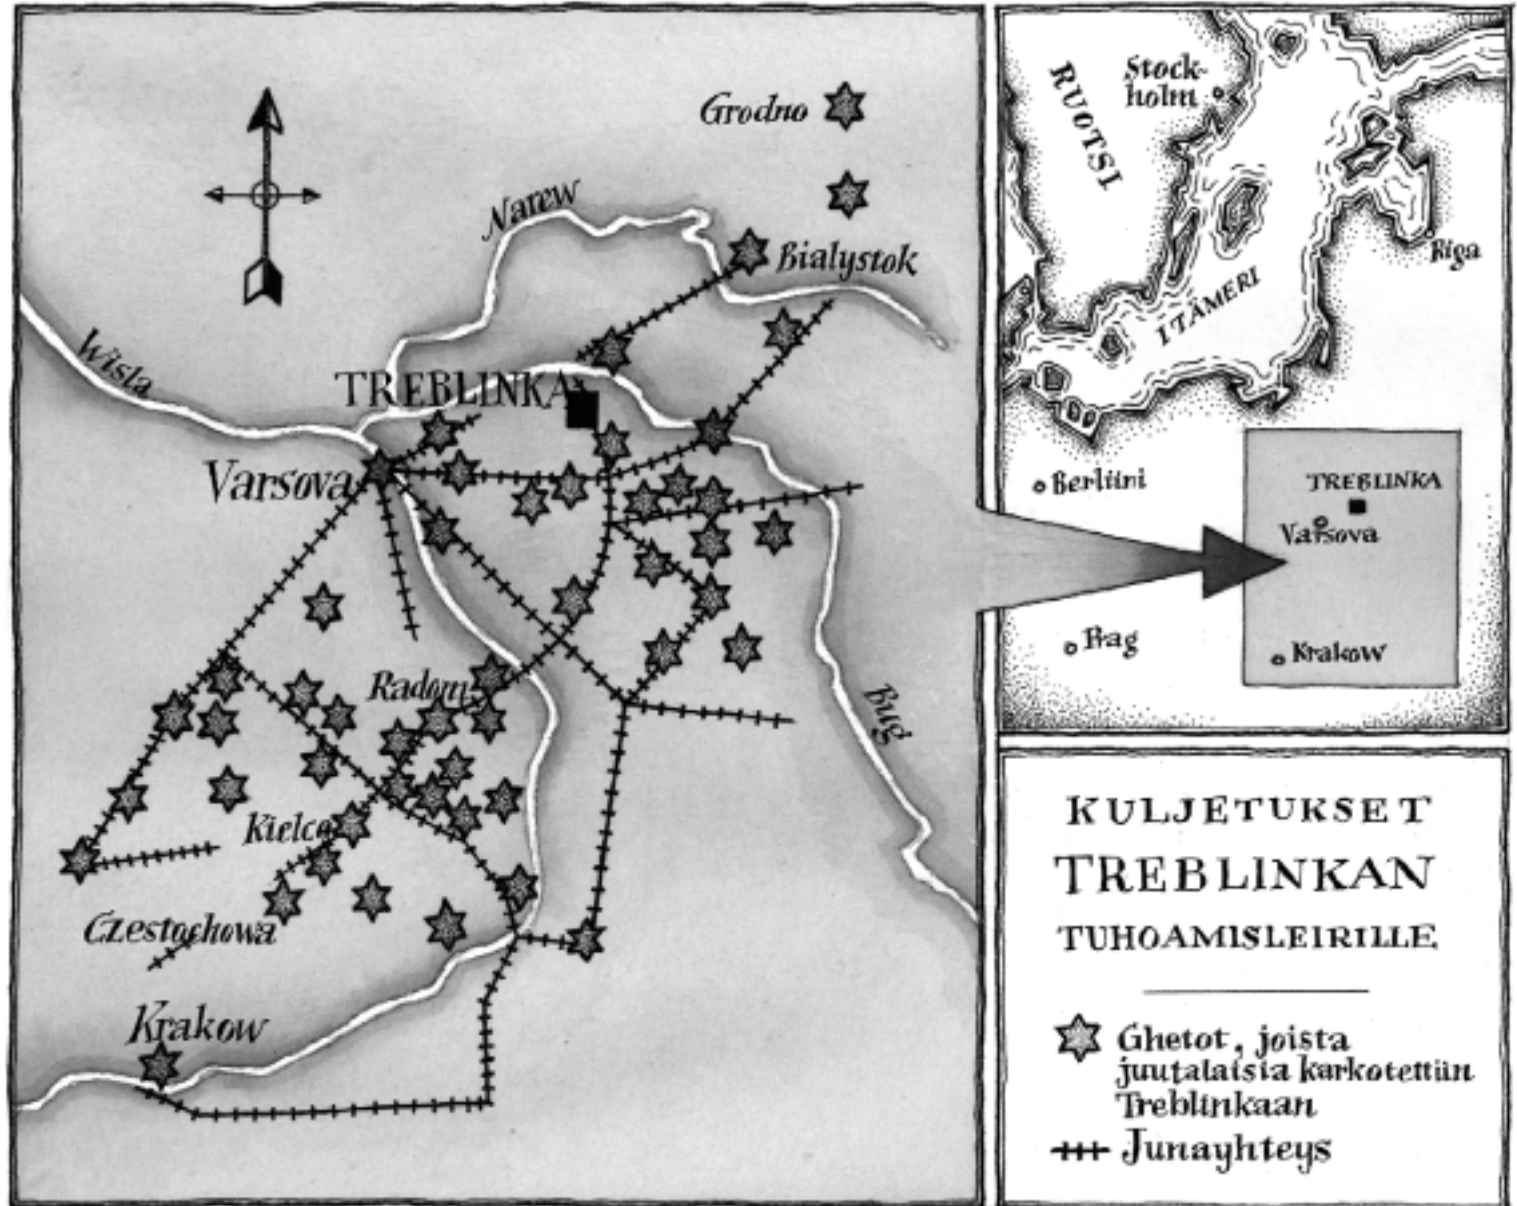 Grodno
Narew
Bialystok
Wisla
TREBLINKA
Varsova
Radom
Bug
Kielce
Czestochowa
Krakow
RUOTSI
Stock-
holm
Riga
ITÄMERI
Berliini
TREBLINKA
Varsova
Prag
Krakow
KULJETUKSET
TREBLINKAN
TUHOAMISLEIRILLE
Ghetot, joista
juutalaisia karkotettiin
Treblinkaan
Junayhteys